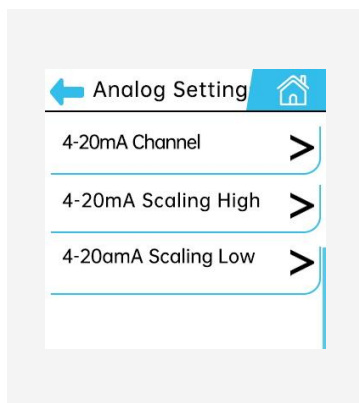 Analog Setting
4-20mA Channel
4-20mA Scaling High
4-20amA Scaling Low